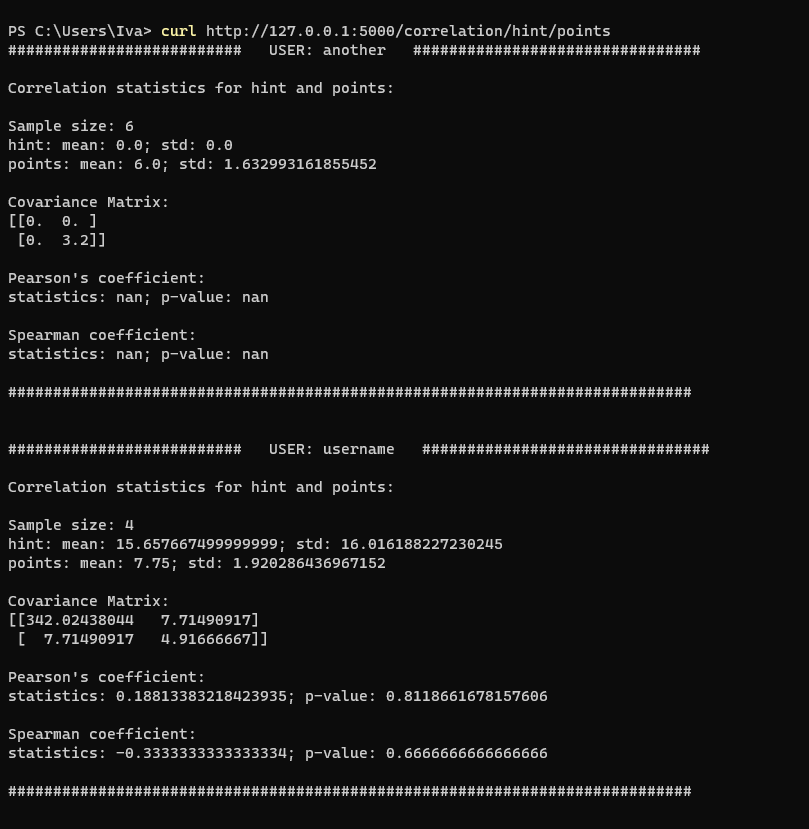 PS C:\Users\Iva> curl http://127.0.0.1:5000/correlation/hint/points
##########################   USER: another   ################################
Correlation statistics for hint and points:
Sample size: 6
hint: mean: 0.0; std: 0.0
points: mean: 6.0; std: 1.632993161855452
Covariance Matrix:
[[0.  0. ]
 [0.  3.2]]
Pearson's coefficient:
statistics: nan; p-value: nan
Spearman coefficient:
statistics: nan; p-value: nan
############################################################################
##########################   USER: username   ################################
Correlation statistics for hint and points:
Sample size: 4
hint: mean: 15.657667499999999; std: 16.016188227230245
points: mean: 7.75; std: 1.920286436967152
Covariance Matrix:
[[342.02438044   7.71490917]
 [  7.71490917   4.91666667]]
Pearson's coefficient:
statistics: 0.18813383218423935; p-value: 0.8118661678157606
Spearman coefficient:
statistics: -0.3333333333333334; p-value: 0.6666666666666666
############################################################################